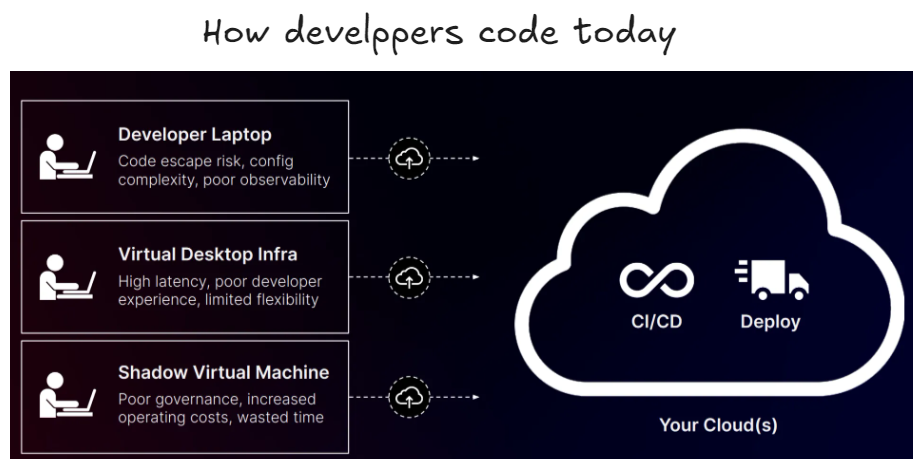 How develppers code today
Developer Laptop
Code escape risk, config
complexity, poor observability
Virtual Desktop Infra
High latency, poor developer
experience, limited flexibility
Shadow Virtual Machine
Poor governance, increased
operating costs, wasted time
CI/CD
Deploy
Your Cloud(s)